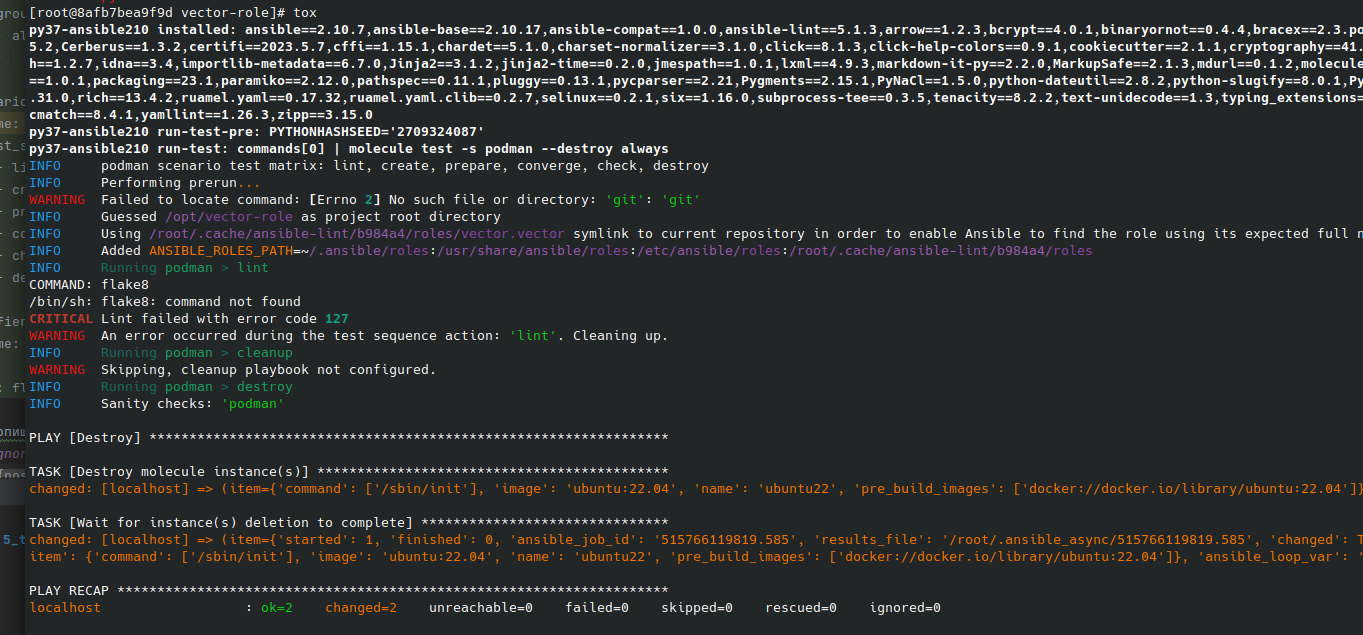 [root@8afb7bea9f9d vector-role]# tox
py37-ansible210 installed: ansible==2.10.7,ansible-base==2.10.17,ansible-compat==1.0.0,ansible-lint==5.1.3,arrow==1.2.3,bcrypt==4.0.1,binaryornot==0.4.4,bracex==2.3.po
5.2,Cerberus==1.3.2,certifi==2023.5.7,cffi==1.15.1,chardet==5.1.0,charset-normalizer==3.1.0,click==8.1.3,click-help-colors==0.9.1,cookiecutter==2.1.1,cryptography==41.
h==1.2.7,idna==3.4,importlib-metadata==6.7.0,Jinja2==3.1.2,jinja2-time==0.2.0,jmespath==1.0.1,lxml==4.9.3,markdown-it-py==2.2.0,MarkupSafe==2.1.3,mdurl==0.1.2,molecule
==1.0.1,packaging==23.1,paramiko==2.12.0,pathspec==0.11.1,pluggy==0.13.1,pycparser==2.21,Pygments==2.15.1,PyNaCl==1.5.0,python-dateutil==2.8.2,python-slugify==8.0.1,Py
.31.0,rich==13.4.2,ruamel.yaml==0.17.32,ruamel.yaml.clib==0.2.7,selinux==0.2.1,six==1.16.0,subprocess-tee==0.3.5,tenacity==8.2.2,text-unidecode==1.3,typing_extensions=
cmatch==8.4.1,yamllint==1.26.3,zipp==3.15.0
py37-ansible210 run-test-pre: PYTHONHASHSEED='2709324087'
py37-ansible210 run-test: commands[0] | molecule test -s podman --destroy always
INFO     podman scenario test matrix: lint, create, prepare, converge, check, destroy
INFO     Performing prerun...
WARNING  Failed to locate command: [Errno 2] No such file or directory: 'git': 'git'
INFO     Guessed /opt/vector-role as project root directory
INFO     Using /root/.cache/ansible-lint/b984a4/roles/vector.vector symlink to current repository in order to enable Ansible to find the role using its expected full n
INFO     Added ANSIBLE_ROLES_PATH=~/.ansible/roles:/usr/share/ansible/roles:/etc/ansible/roles:/root/.cache/ansible-lint/b984a4/roles
INFO     Running podman > lint
COMMAND: flake8
/bin/sh: flake8: command not found
CRITICAL Lint failed with error code 127
WARNING  An error occurred during the test sequence action: 'lint'. Cleaning up.
INFO     Running podman > cleanup
WARNING  Skipping, cleanup playbook not configured.
INFO     Running podman > destroy
INFO     Sanity checks: 'podman'
PLAY [Destroy] *****************************************************************
TASK [Destroy molecule instance(s)] ********************************************
changed: [localhost] => (item={'command': ['/sbin/init'], 'image': 'ubuntu:22.04', 'name': 'ubuntu22', 'pre_build_images': ['docker://docker.io/library/ubuntu:22.04']}
TASK [Wait for instance(s) deletion to complete] *******************************
changed: [localhost] => (item={'started': 1, 'finished': 0, 'ansible_job_id': '515766119819.585', 'results_file': '/root/.ansible_async/515766119819.585', 'changed': T
item': {'command': ['/sbin/init'], 'image': 'ubuntu:22.04', 'name': 'ubuntu22', 'pre_build_images': ['docker://docker.io/library/ubuntu:22.04']}, 'ansible_loop_var': '
PLAY RECAP *********************************************************************
localhost                  : ok=2    changed=2    unreachable=0    failed=0    skipped=0    rescued=0    ignored=0